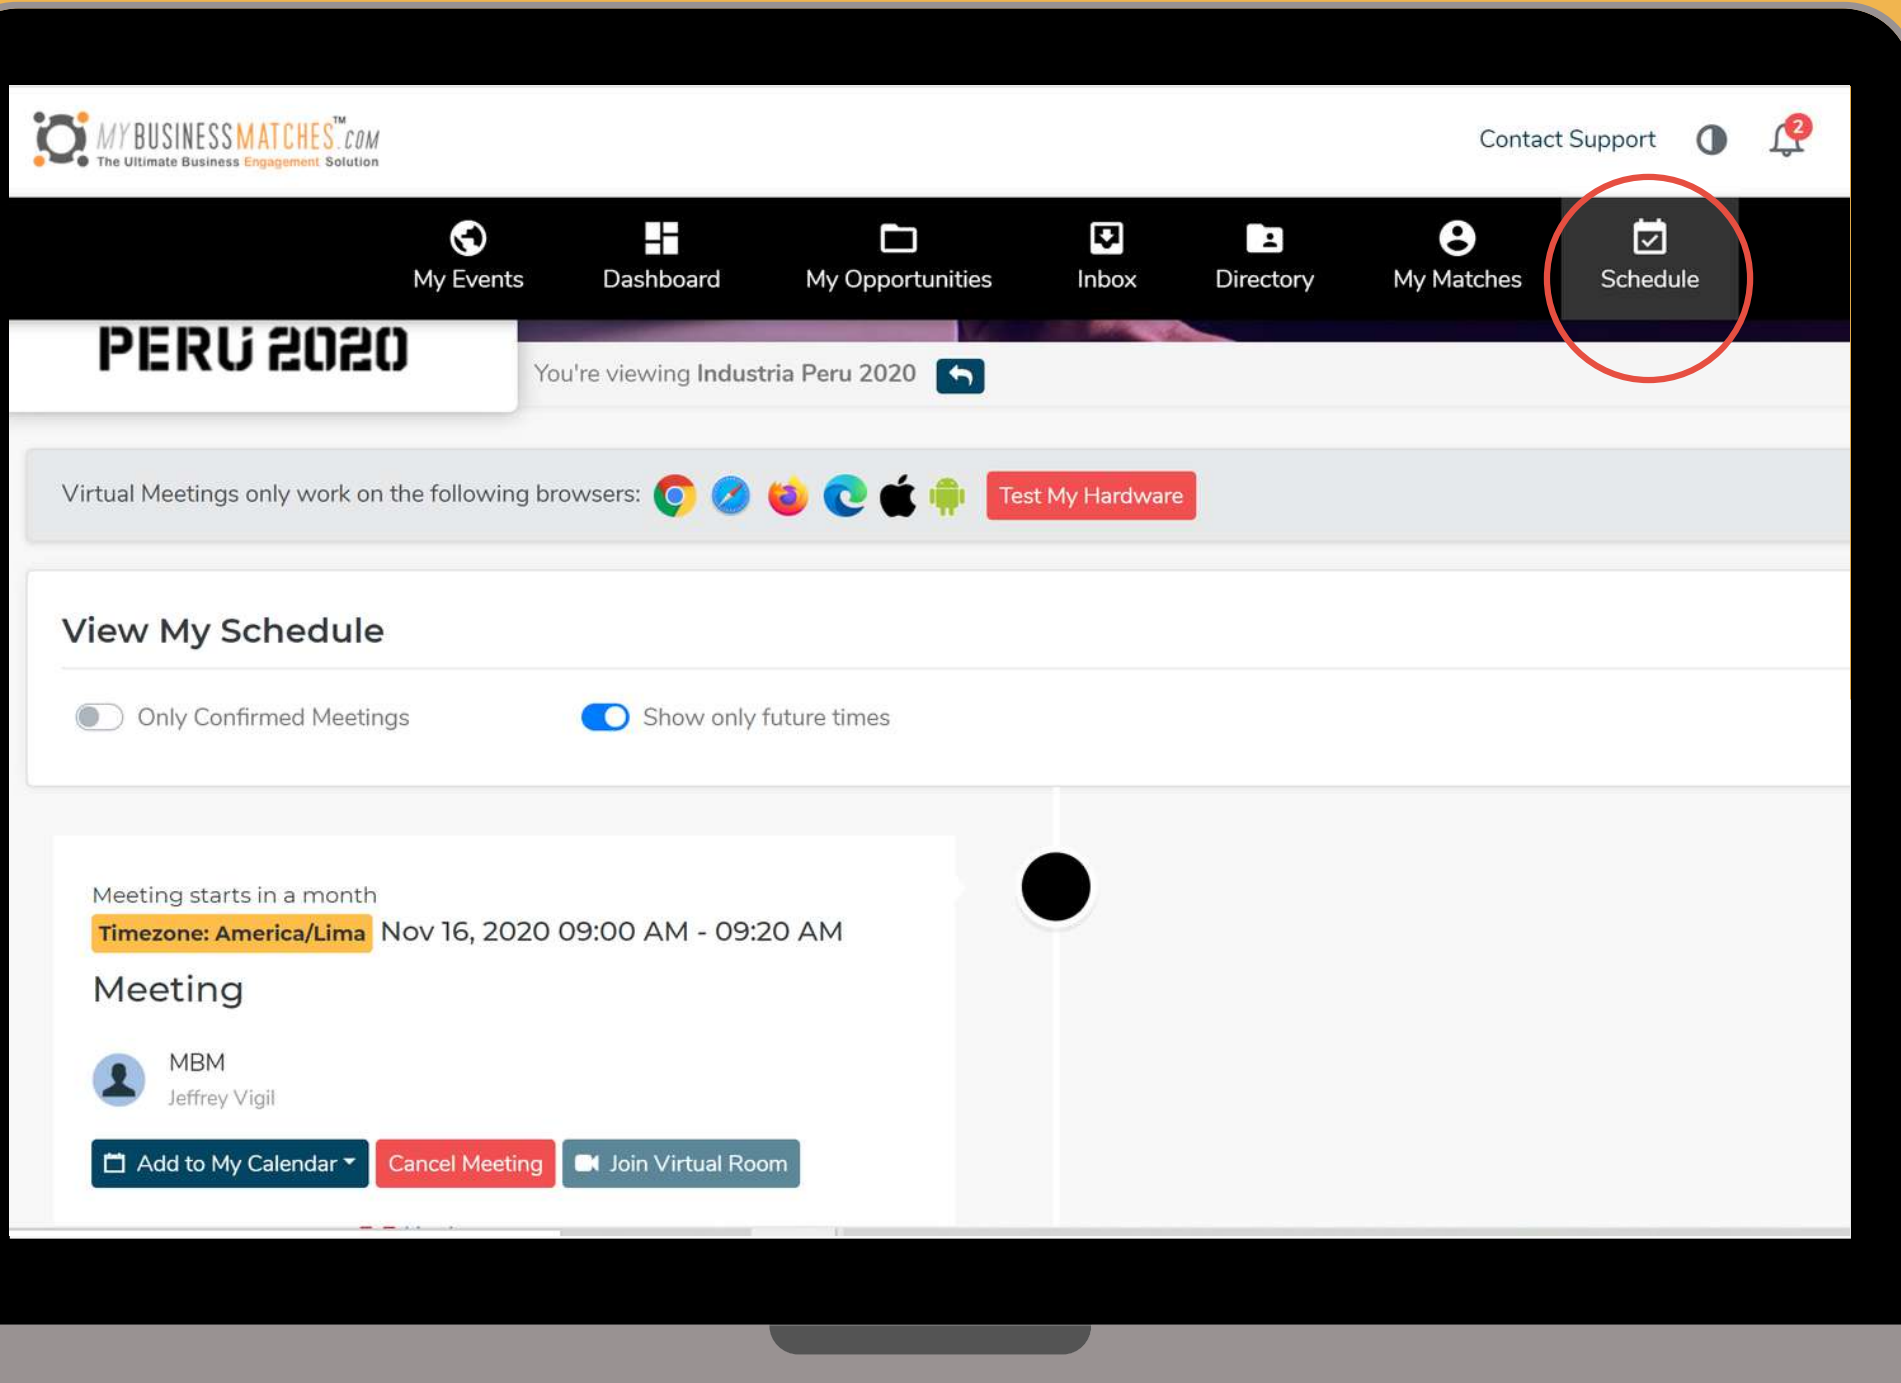 MYBUSINESSMATCHES™.COM
The Ultimate Business Engagement Solution
Contact Support
2
My Events
Dashboard
My Opportunities
Inbox
Directory
My Matches
Schedule
PERÚ 2020
You're viewing Industria Peru 2020
Virtual Meetings only work on the following browsers:
Test My Hardware
View My Schedule
Only Confirmed Meetings
Show only future times
Meeting starts in a month
Timezone: America/Lima Nov 16, 2020 09:00 AM - 09:20 AM
Meeting
MBM
Jeffrey Vigil
Add to My Calendar
Cancel Meeting
Join Virtual Room